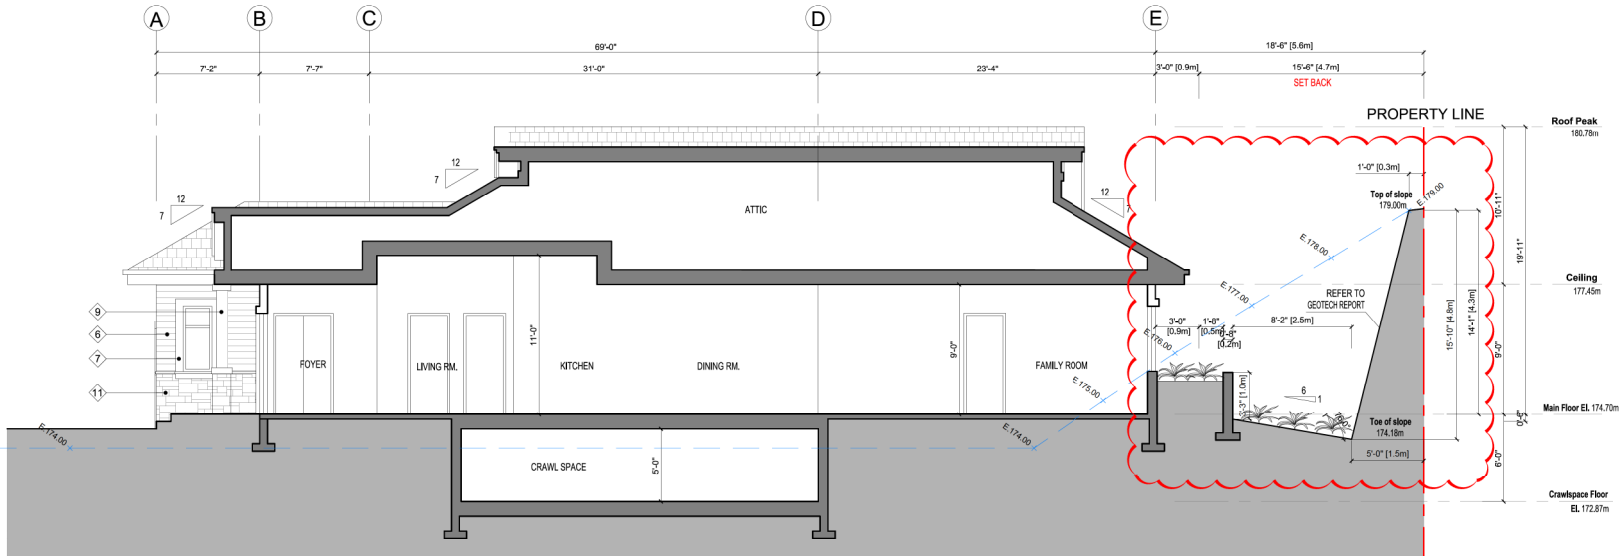 A B C D E
69'-0" 18'-6" [5.6m]
7'-2" 7'-7" 31'-0" 23'-4" 3'-0" [0.9m] 15'-6" [4.7m]
SET BACK
PROPERTY LINE
Roof Peak
180.78m
12
7
12
7
12
7
ATTIC
1'-0" [0.3m]
Top of slope
179.00m
E.179.00
E.178.00
E.177.00
E.176.00
E.175.00
E.174.00
E.174.00
10'-11"
19'-11"
Ceiling
177.45m
REFER TO
GEOTECH REPORT
3'-0"
[0.9m]
1'-8"
[0.5m]
[0.2m]
8'-2" [2.5m]
15'-10" [4.8m]
14'-1" [4.3m]
9'-0"
9
6
7
11
11'-0"
9'-0"
FOYER
LIVING RM.
KITCHEN
DINING RM.
FAMILY ROOM
[1.0m]
6
1
Main Floor El. 174.70m
Toe of slope
174.18m
5'-0" [1.5m]
6'-0"
CRAWL SPACE
5'-0"
Crawlspace Floor
El. 172.87m